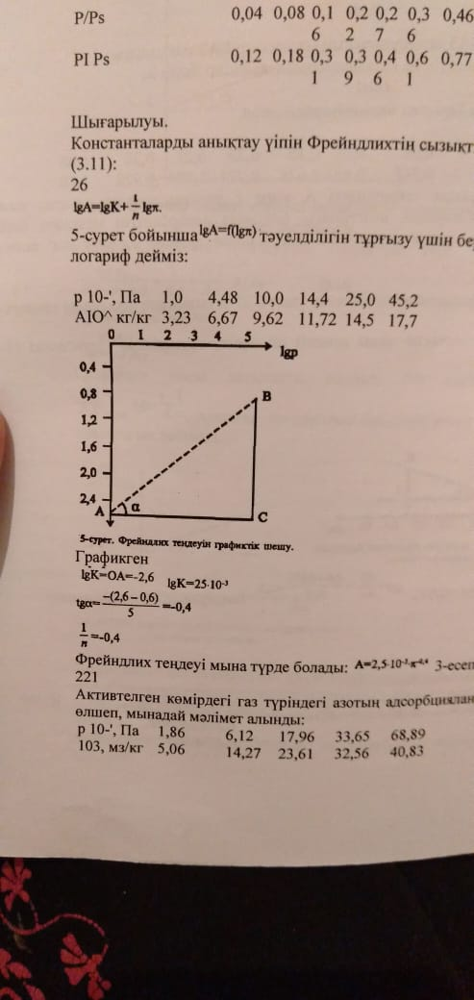 P/Ps 0,04 0,08 0,1 0,2 0,2 0,3 0,46
6 2 7 6
PI Ps 0,12 0,18 0,3 0,3 0,4 0,6 0,77
1 9 6 1
Шығарылуы.
Константаларды анықтау үіпін Фрейндлихтің сызықт
(3.11):
26
lgA=lgK+ 1/n lgπ.
5-сурет бойынша lgA=f(lgπ) тәуелділігін тұрғызу үшін бе
логариф дейміз:
р 10-', Па 1,0 4,48 10,0 14,4 25,0 45,2
АІО^ кг/кг 3,23 6,67 9,62 11,72 14,5 17,7
0 1 2 3 4 5
lgp
0,4
0,8 B
1,2
1,6
2,0
2,4
A α C
5-сурет. Фрейндлих теңдеуін графиктік шешу.
Графикген
lgK=OA=-2,6 lgK=25·10-³
tgα= -(2,6-0,6)/5 =-0,4
1/n =-0,4
Фрейндлих теңдеуі мына түрде болады: 3-есеп
221
Активтелген көмірдегі газ түріндегі азотың адсорбциялан
өлшеп, мынадай мәлімет алынды:
р 10-', Па 1,86 6,12 17,96 33,65 68,89
103, мз/кг 5,06 14,27 23,61 32,56 40,83